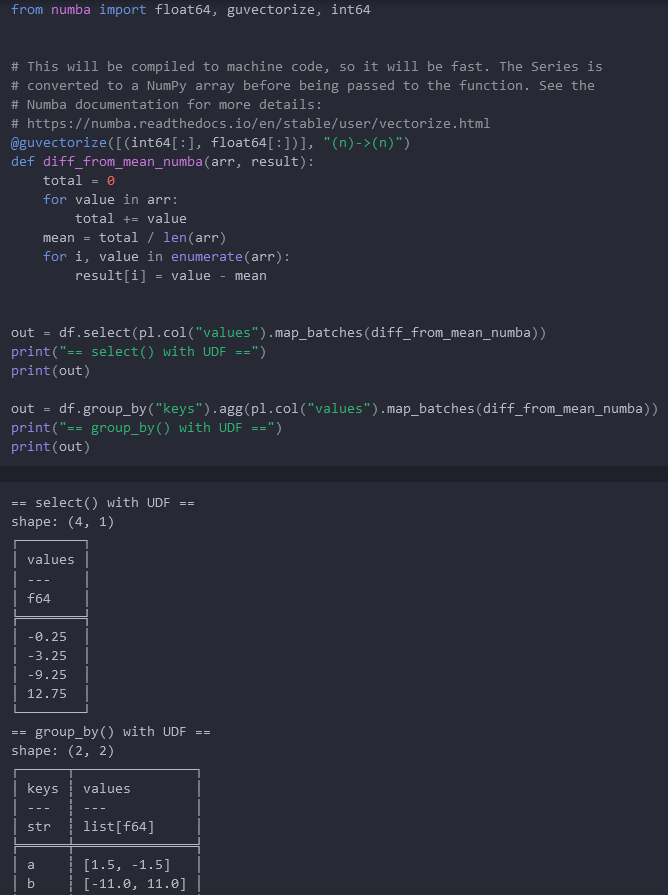 from numba import float64, guvectorize, int64
# This will be compiled to machine code, so it will be fast. The Series is
# converted to a NumPy array before being passed to the function. See the
# Numba documentation for more details:
# https://numba.readthedocs.io/en/stable/user/vectorize.html
@guvectorize([(int64[:], float64[:])], "(n)->(n)")
def diff_from_mean_numba(arr, result):
    total = 0
    for value in arr:
        total += value
    mean = total / len(arr)
    for i, value in enumerate(arr):
        result[i] = value - mean
out = df.select(pl.col("values").map_batches(diff_from_mean_numba))
print("== select() with UDF ==")
print(out)
out = df.group_by("keys").agg(pl.col("values").map_batches(diff_from_mean_numba))
print("== group_by() with UDF ==")
print(out)
== select() with UDF ==
shape: (4, 1)
┌────────┐
│ values │
│ ---    │
│ f64    │
╞════════╡
│ -0.25  │
│ -3.25  │
│ -9.25  │
│ 12.75  │
└────────┘
== group_by() with UDF ==
shape: (2, 2)
┌──────┬───────────────┐
│ keys ┆ values        │
│ ---  ┆ ---           │
│ str  ┆ list[f64]     │
╞══════╪═══════════════╡
│ a    ┆ [1.5, -1.5]   │
│ b    ┆ [-11.0, 11.0] │